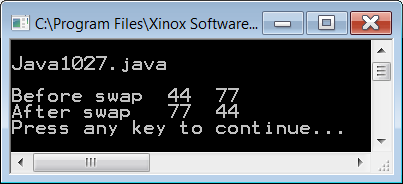 C:\Program Files\Xinox Software...
Java1027.java
Before swap  44  77
After swap   77  44
Press any key to continue...